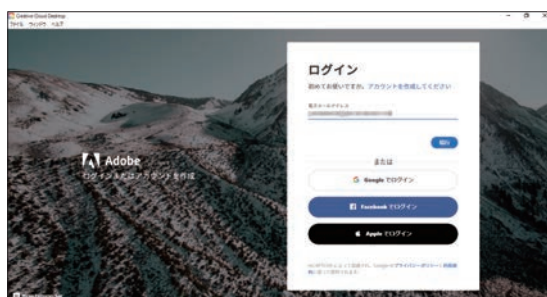 Creative Cloud Desktop
ファイル ウィンドウ ヘルプ
ログイン
初めてお使いですか。アカウントを作成してください
電子メールアドレス
続行
または
Google でログイン
Facebook でログイン
Apple でログイン
Adobe
ログインまたはアカウントを作成